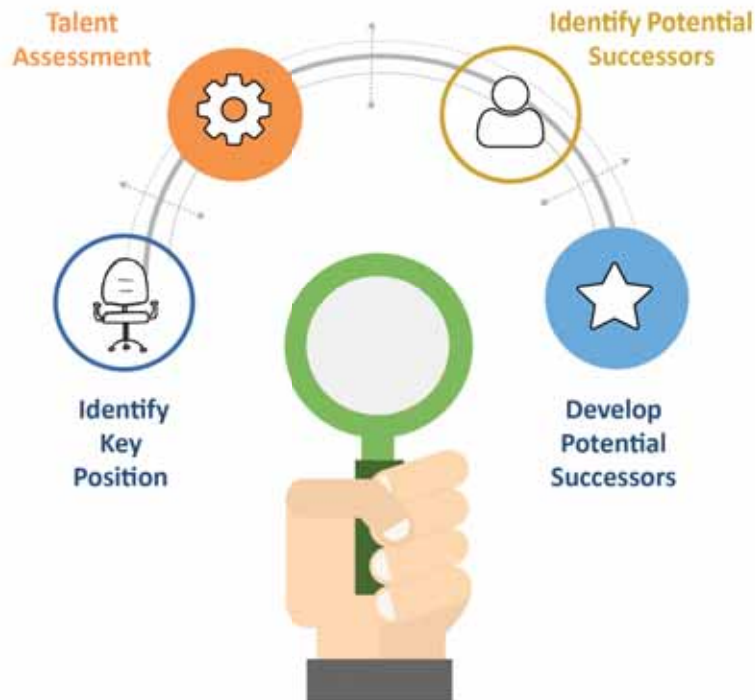 Talent
Assessment
Identify Potential
Successors
Identify
Key
Position
Develop
Potential
Successors